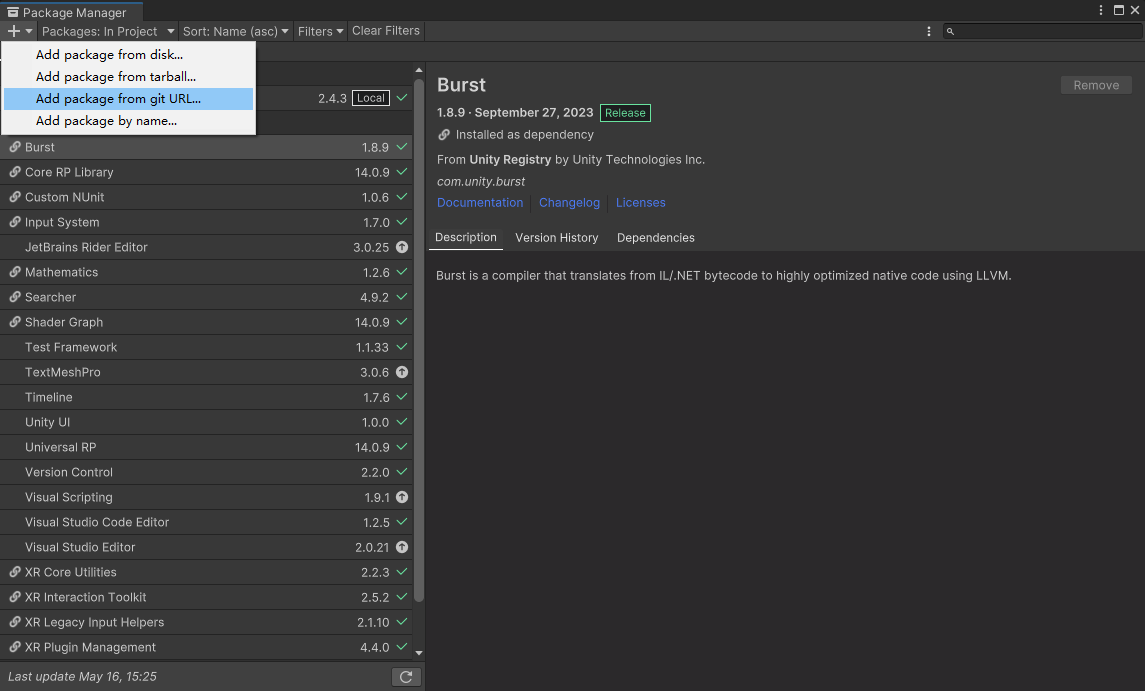 Package Manager
Packages: In Project Sort: Name (asc) Filters Clear Filters
Add package from disk...
Add package from tarball...
Add package from git URL...
Add package by name...
2.4.3 Local
Burst 1.8.9
Core RP Library 14.0.9
Custom NUnit 1.0.6
Input System 1.7.0
JetBrains Rider Editor 3.0.25
Mathematics 1.2.6
Searcher 4.9.2
Shader Graph 14.0.9
Test Framework 1.1.33
TextMeshPro 3.0.6
Timeline 1.7.6
Unity UI 1.0.0
Universal RP 14.0.9
Version Control 2.2.0
Visual Scripting 1.9.1
Visual Studio Code Editor 1.2.5
Visual Studio Editor 2.0.21
XR Core Utilities 2.2.3
XR Interaction Toolkit 2.5.2
XR Legacy Input Helpers 2.1.10
XR Plugin Management 4.4.0
Last update May 16, 15:25
Burst
Remove
1.8.9 · September 27, 2023 Release
Installed as dependency
From Unity Registry by Unity Technologies Inc.
com.unity.burst
Documentation Changelog Licenses
Description Version History Dependencies
Burst is a compiler that translates from IL/.NET bytecode to highly optimized native code using LLVM.